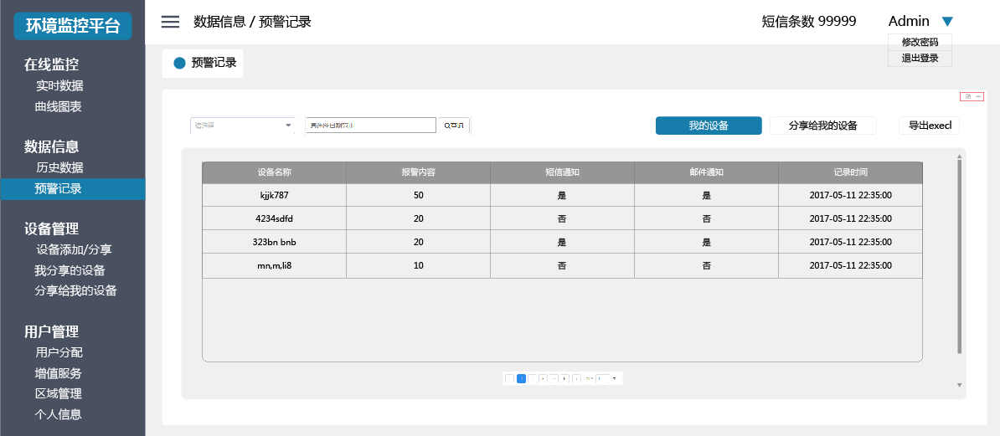 环境监控平台
数据信息 / 预警记录
短信条数 99999
Admin
修改密码
退出登录
在线监控
实时数据
曲线图表
数据信息
历史数据
预警记录
设备管理
设备添加/分享
我分享的设备
分享给我的设备
用户管理
用户分配
增值服务
区域管理
个人信息
预警记录
请选择
查询
我的设备
分享给我的设备
导出execl
设备名称 报警内容 短信通知 邮件通知 记录时间
kjjk787 50 是 是 2017-05-11 22:35:00
4234sdfd 20 否 否 2017-05-11 22:35:00
323bn bnb 20 是 是 2017-05-11 22:35:00
mn,m,li8 10 否 否 2017-05-11 22:35:00